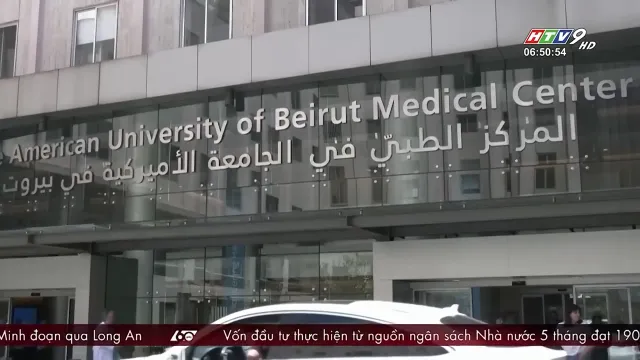 HTV9 HD
06:50:54
American University of Beirut Medical Center
المركز الطبيّ في الجامعة الأميركية في بيروت
Minh đoạn qua Long An
60
Vốn đầu tư thực hiện từ nguồn ngân sách Nhà nước 5 tháng đạt 190